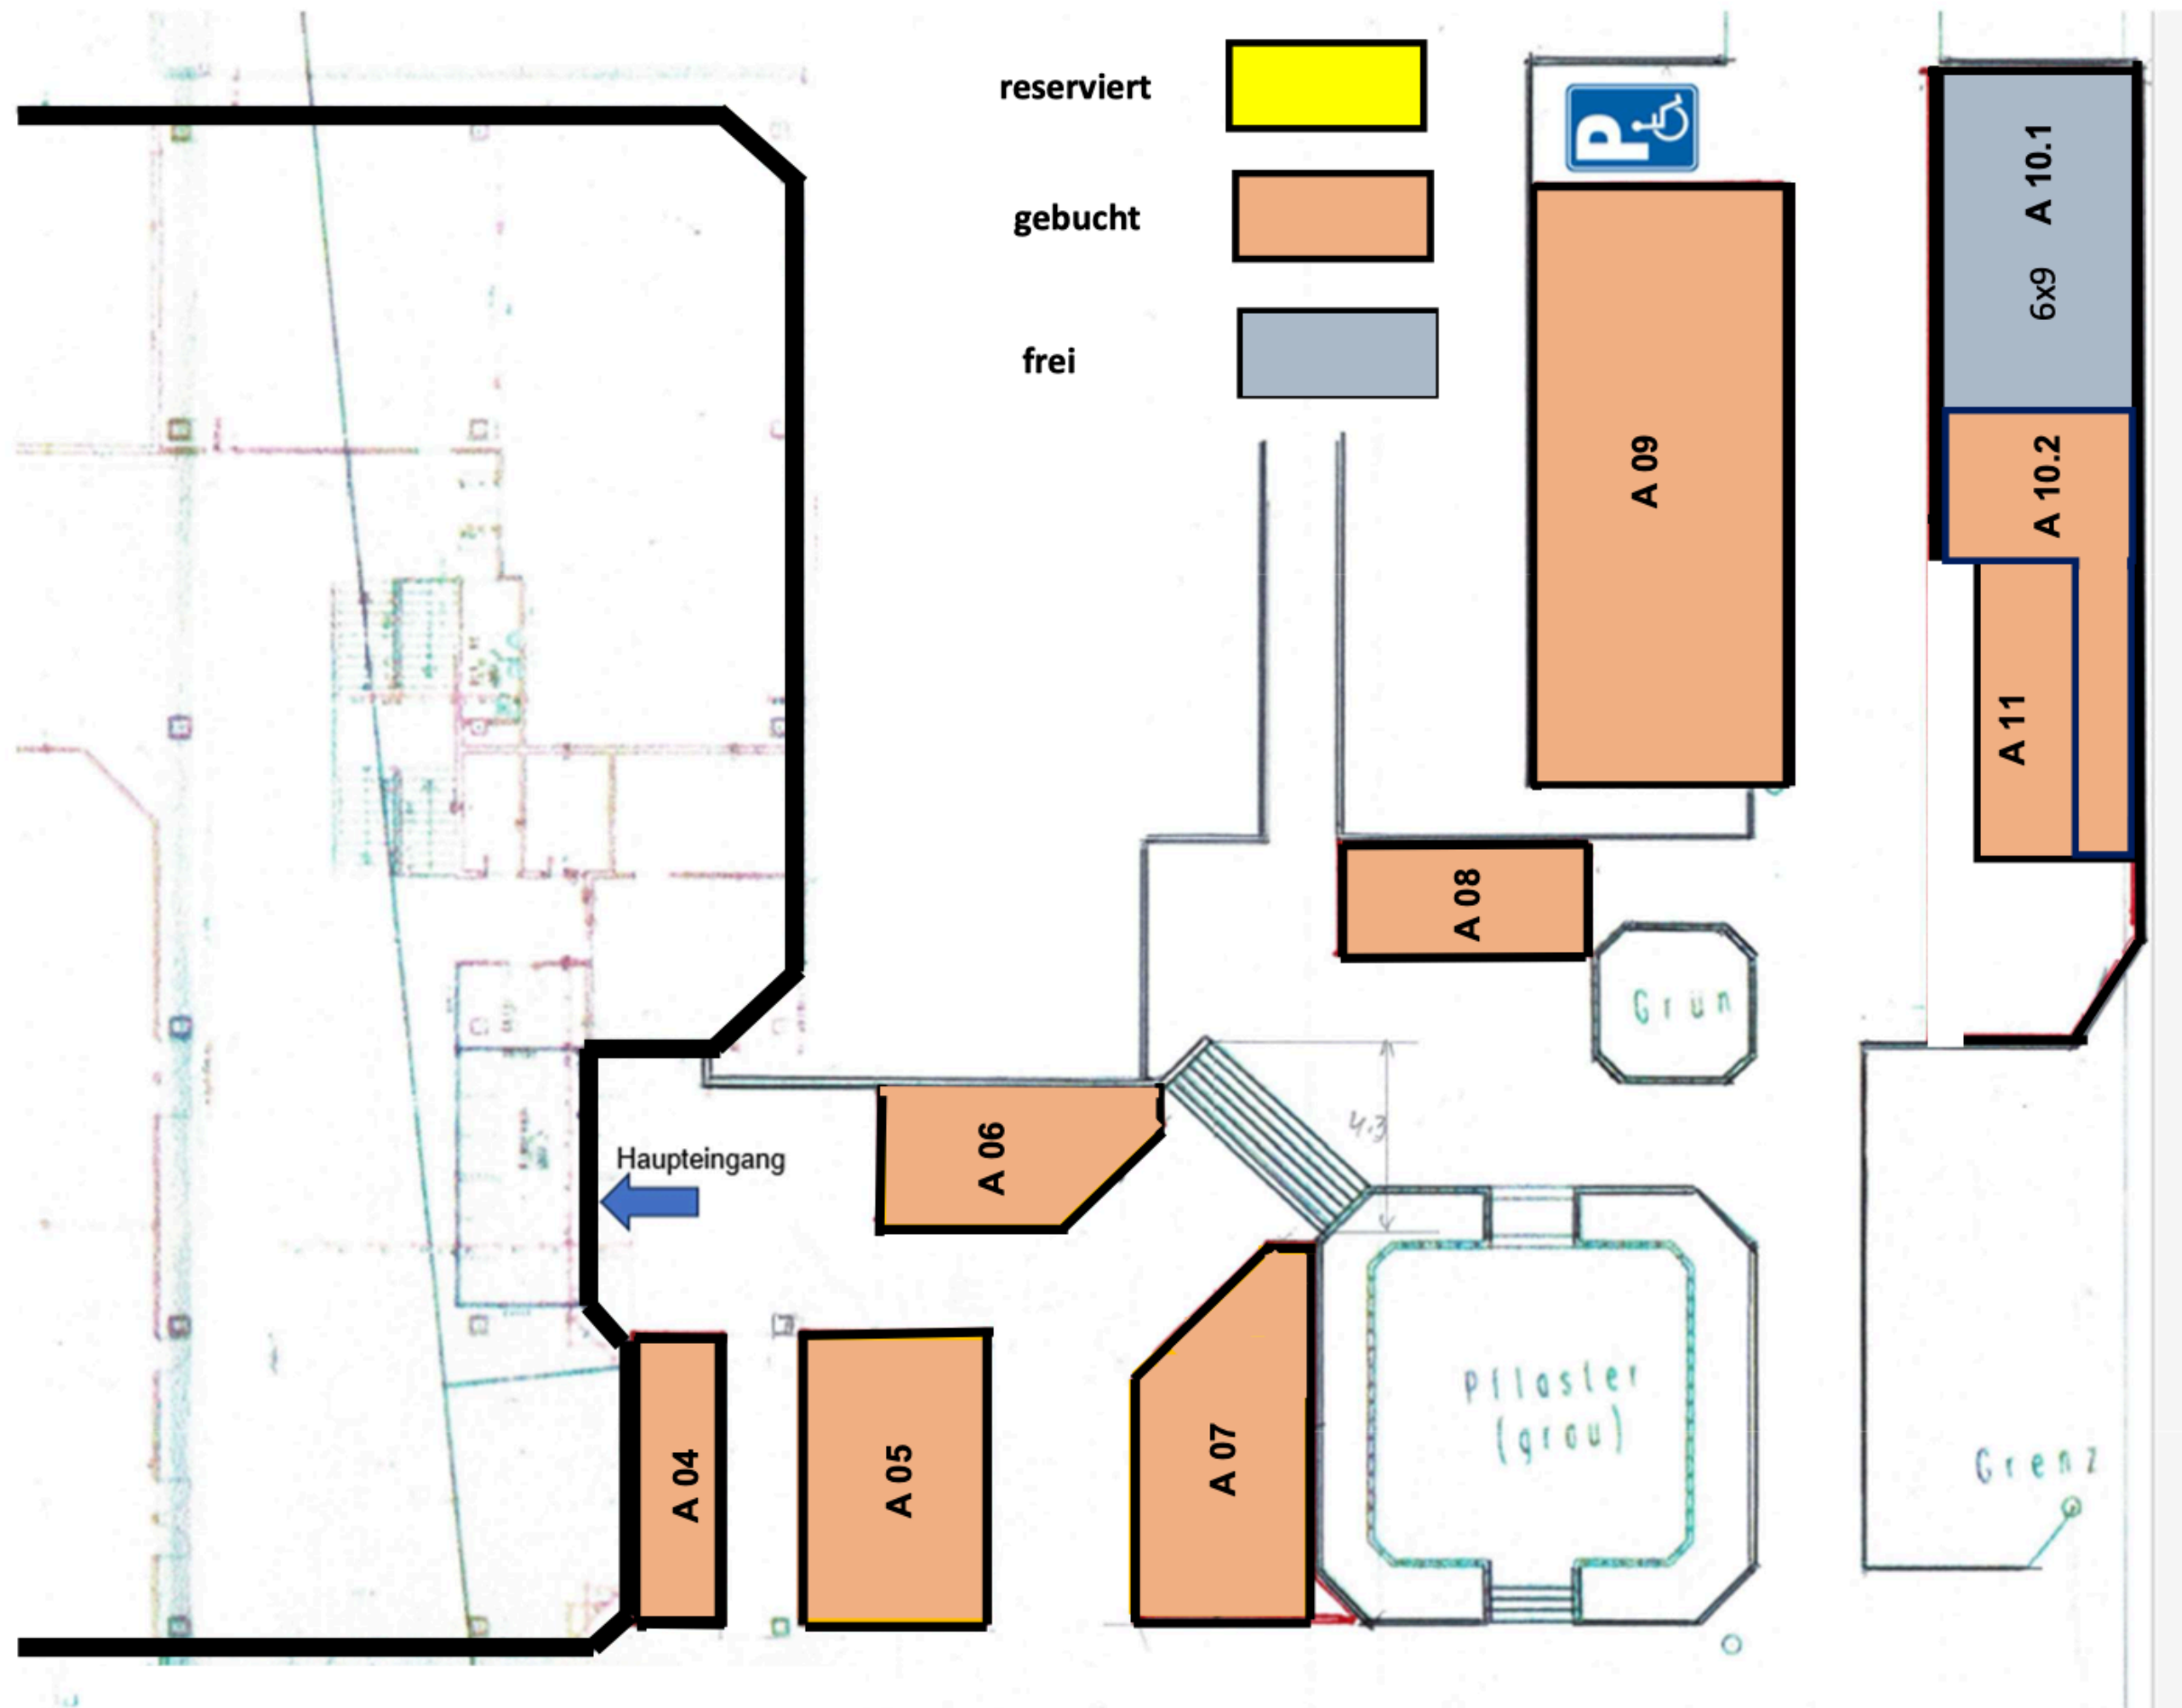 reserviert
gebucht
frei
P
A 10.1
6x9
A 10.2
A 09
A 11
A 08
Grün
4.3
A 06
Haupteingang
Pflaster
(grau)
A 07
A 05
A 04
Grenz